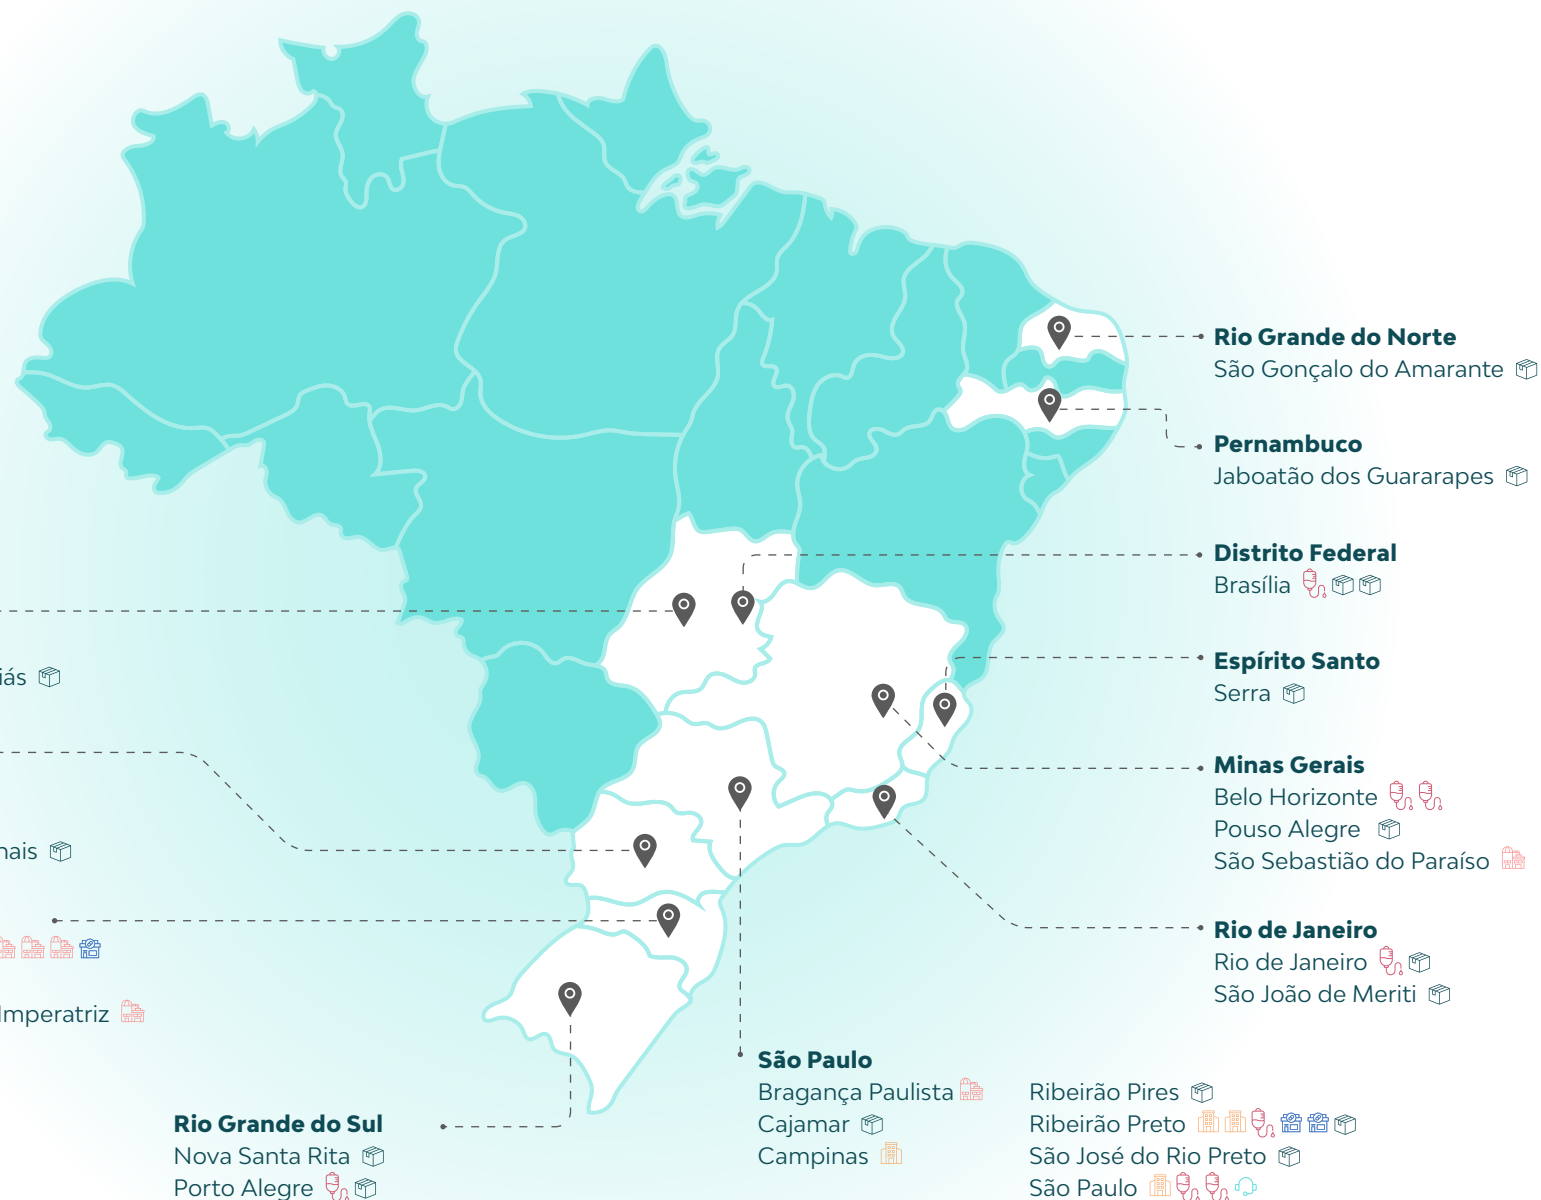 Rio Grande do Norte
São Gonçalo do Amarante
Pernambuco
Jaboatão dos Guararapes
Distrito Federal
Brasília
Espírito Santo
Serra
Minas Gerais
Belo Horizonte
Pouso Alegre
São Sebastião do Paraíso
Rio de Janeiro
Rio de Janeiro
São João de Meriti
iás
nais
Imperatriz
Rio Grande do Sul
Nova Santa Rita
Porto Alegre
São Paulo
Bragança Paulista
Cajamar
Campinas
Ribeirão Pires
Ribeirão Preto
São José do Rio Preto
São Paulo